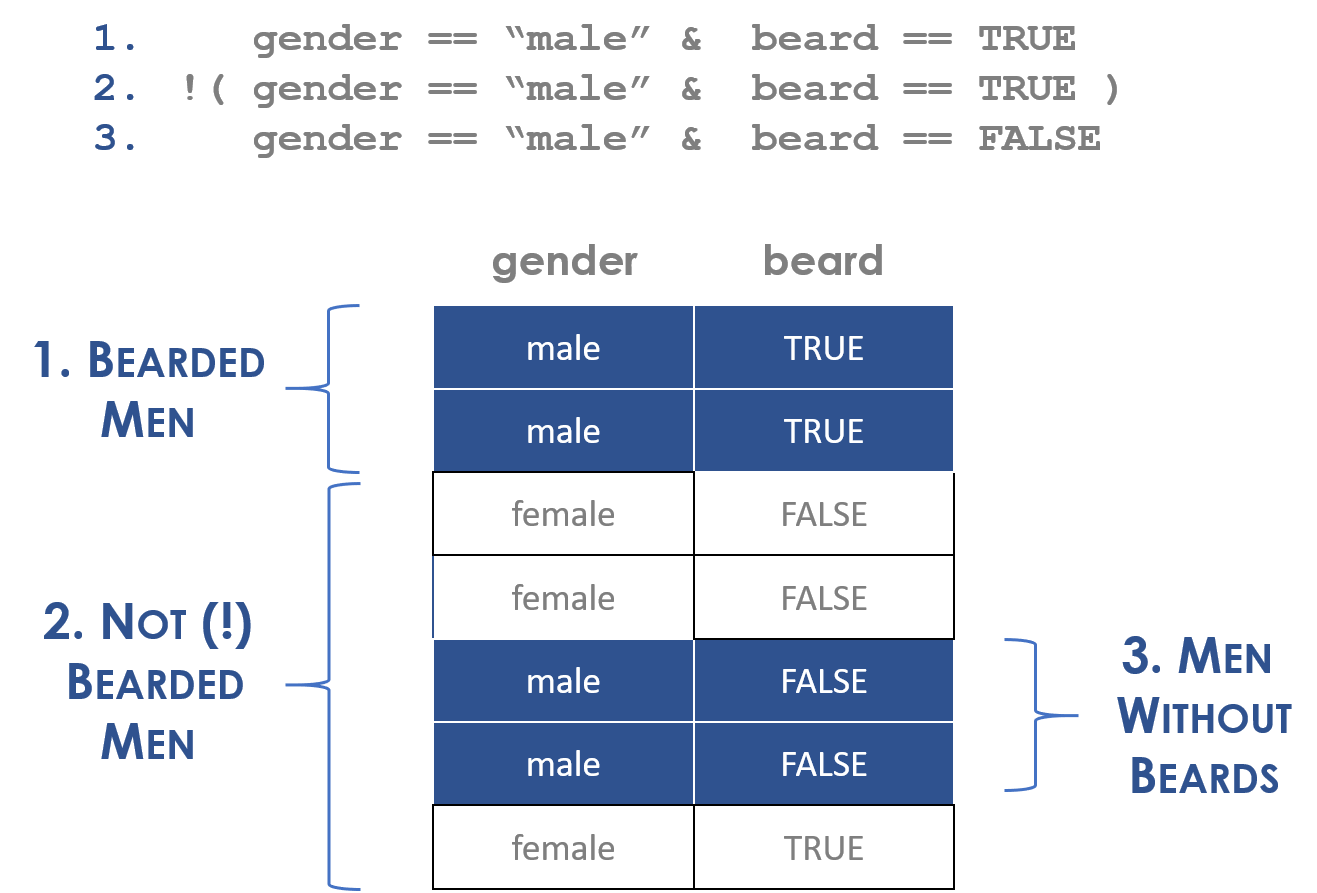 1. gender == “male” & beard == TRUE
2. !( gender == “male” & beard == TRUE )
3. gender == “male” & beard == FALSE
gender beard
1. BEARDED
MEN
male TRUE
male TRUE
female FALSE
female FALSE
male FALSE
male FALSE
female TRUE
2. NOT (!)
BEARDED
MEN
3. MEN
WITHOUT
BEARDS